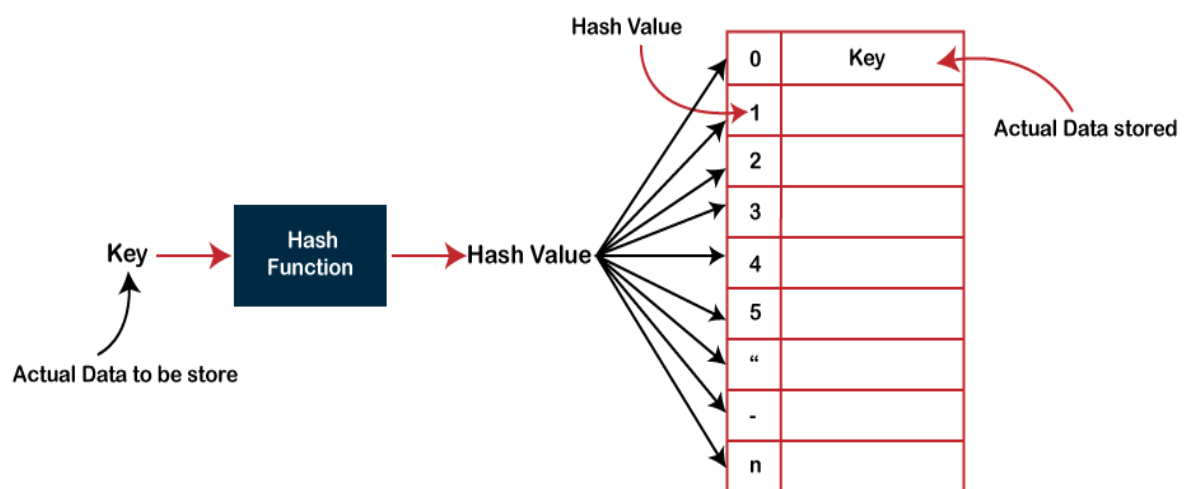 Hash Value
0 Key
1
Actual Data stored
2
3
Hash
Key Hash Value
Function
4
5
Actual Data to be store
“
-
n